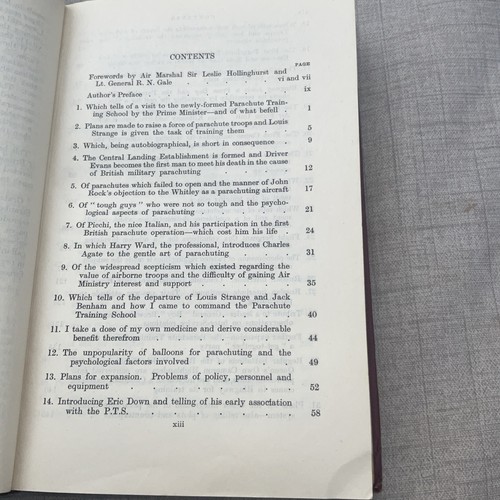 CONTENTS
PAGE
Forewords by Air Marshal Sir Leslie Hollinghurst and
Lt. General R. N. Gale . . . . . vi and vii
Author's Preface . . . . . . . . ix
1. Which tells of a visit to the newly-formed Parachute Train-
ing School by the Prime Minister—and of what befell . 1
2. Plans are made to raise a force of parachute troops and Louis
Strange is given the task of training them . . . 5
3. Which, being autobiographical, is short in consequence . 9
4. The Central Landing Establishment is formed and Driver
Evans becomes the first man to meet his death in the cause
of British military parachuting . . . . 12
5. Of parachutes which failed to open and the manner of John
Rock's objection to the Whitley as a parachuting aircraft 17
6. Of "tough guys" who were not so tough and the psycho-
logical aspects of parachuting . . . . . 21
7. Of Picchi, the nice Italian, and his participation in the first
British parachute operation—which cost him his life . 24
8. In which Harry Ward, the professional, introduces Charles
Agate to the gentle art of parachuting . . . 31
9. Of the widespread scepticism which existed regarding the
value of airborne troops and the difficulty of gaining Air
Ministry interest and support . . . . . 35
10. Which tells of the departure of Louis Strange and Jack
Benham and how I came to command the Parachute
Training School . . . . . . . 40
11. I take a dose of my own medicine and derive considerable
benefit therefrom . . . . . . . 44
12. The unpopularity of balloons for parachuting and the
psychological factors involved . . . . 49
13. Plans for expansion. Problems of policy, personnel and
equipment . . . . . . . . 52
14. Introducing Eric Down and telling of his early association
with the P.T.S. . . . . . . . 58
xiii